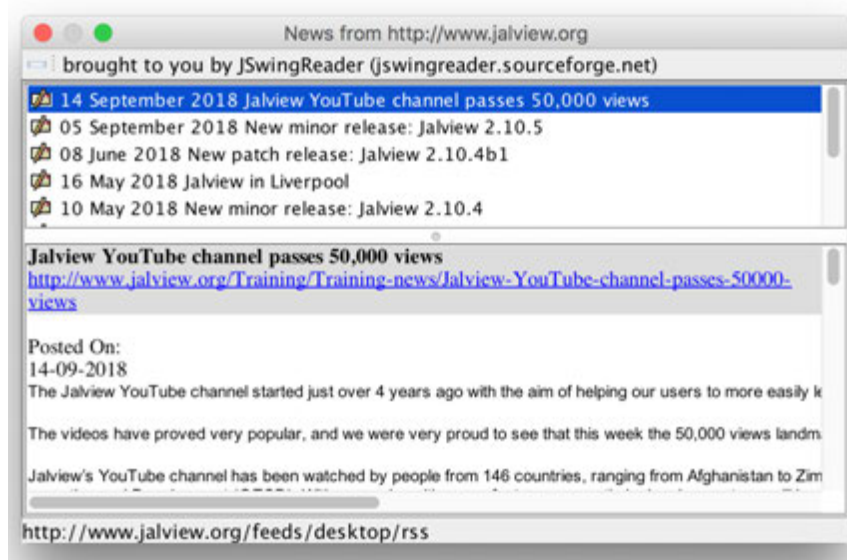 News from http://www.jalview.org
brought to you by JSwingReader (jswingreader.sourceforge.net)
14 September 2018 Jalview YouTube channel passes 50,000 views
05 September 2018 New minor release: Jalview 2.10.5
08 June 2018 New patch release: Jalview 2.10.4b1
16 May 2018 Jalview in Liverpool
10 May 2018 New minor release: Jalview 2.10.4
Jalview YouTube channel passes 50,000 views
http://www.jalview.org/Training/Training-news/Jalview-YouTube-channel-passes-50000-
views
Posted On:
14-09-2018
The Jalview YouTube channel started just over 4 years ago with the aim of helping our users to more easily le
The videos have proved very popular, and we were very proud to see that this week the 50,000 views landm
Jalview's YouTube channel has been watched by people from 146 countries, ranging from Afghanistan to Zim
http://www.jalview.org/feeds/desktop/rss